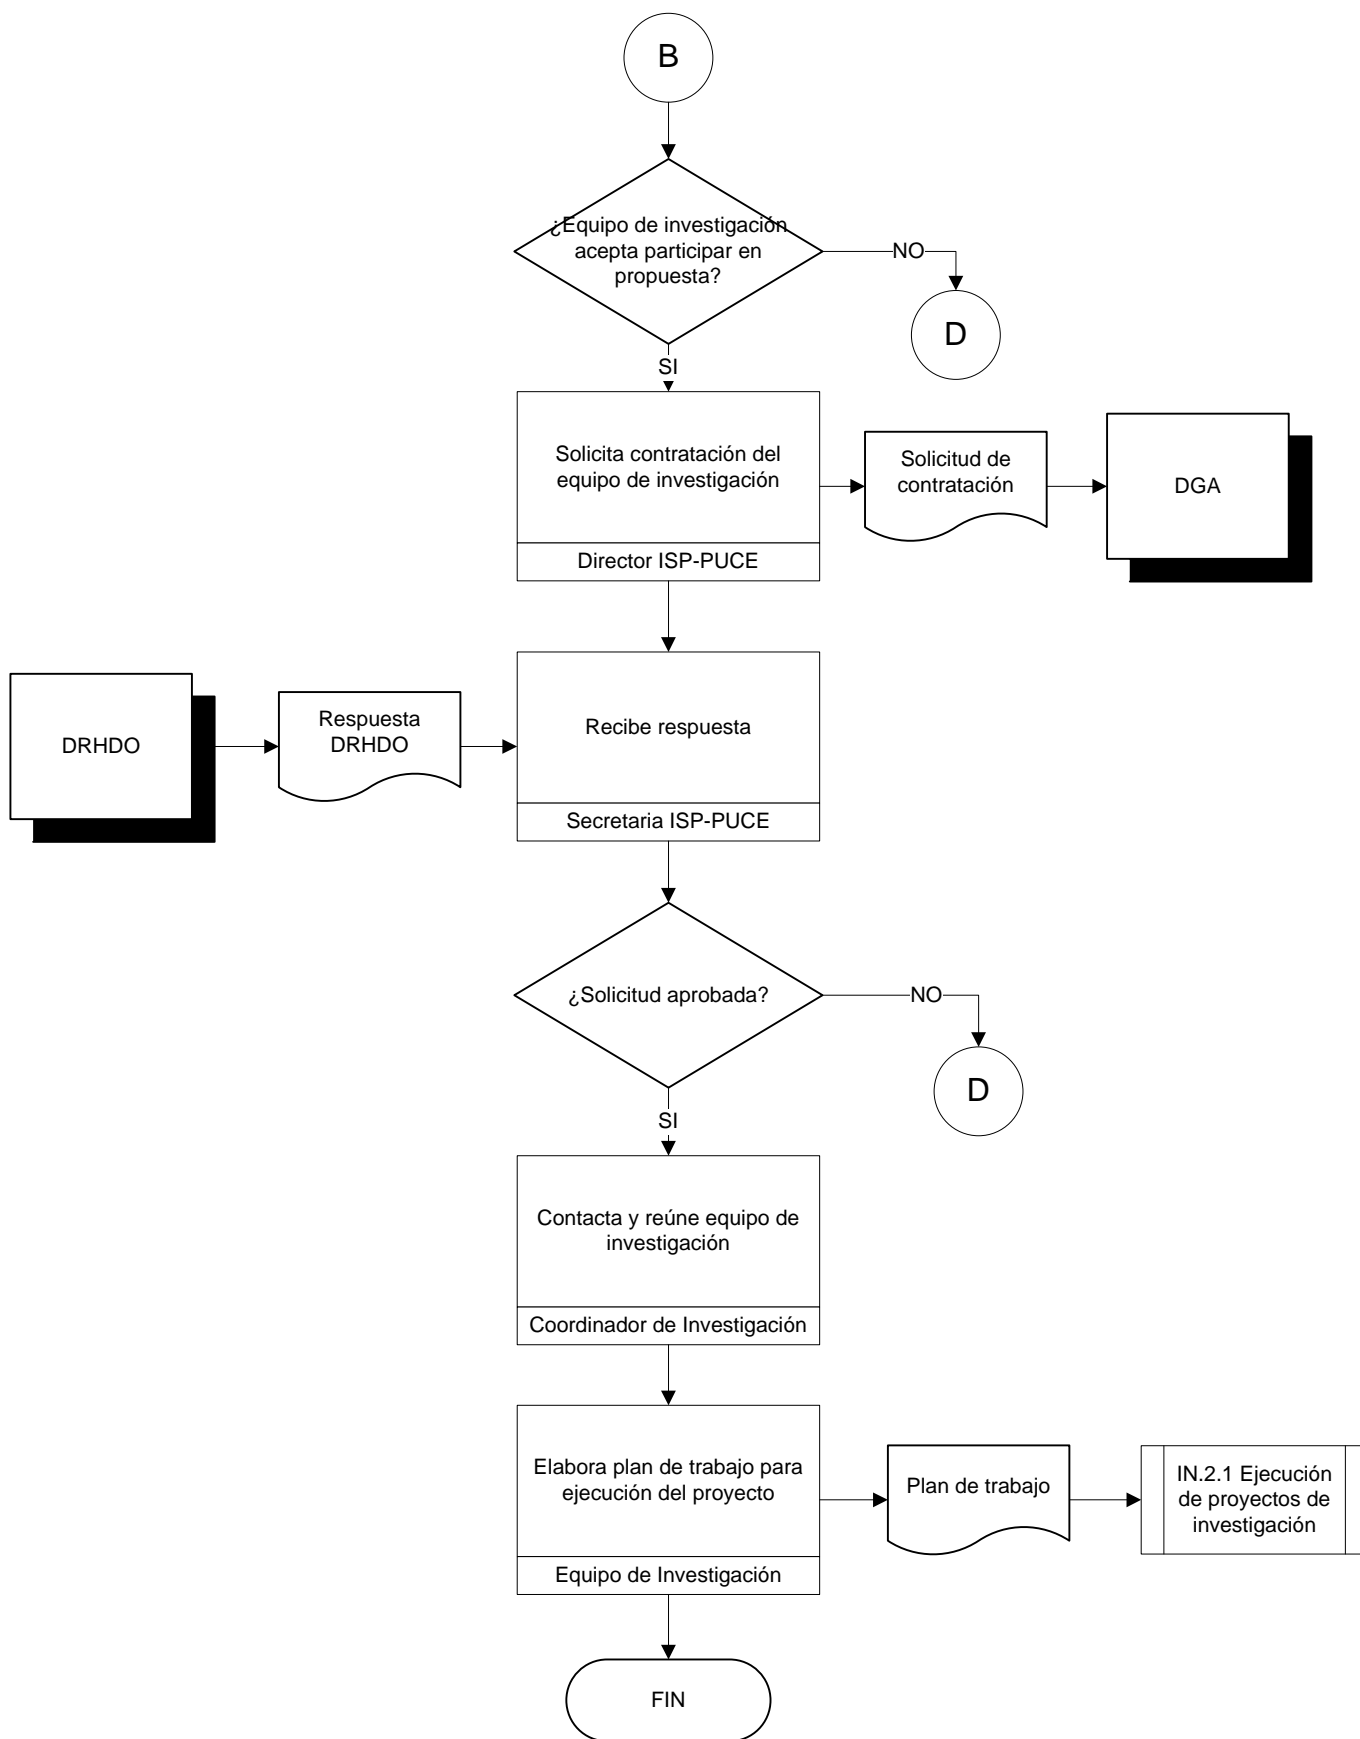 B
¿Equipo de investigación
acepta participar en
propuesta?
NO
D
SI
Solicita contratación del
equipo de investigación
Director ISP-PUCE
Solicitud de
contratación
DGA
DRHDO
Respuesta
DRHDO
Recibe respuesta
Secretaria ISP-PUCE
¿Solicitud aprobada?
NO
D
SI
Contacta y reúne equipo de
investigación
Coordinador de Investigación
Elabora plan de trabajo para
ejecución del proyecto
Equipo de Investigación
Plan de trabajo
IN.2.1 Ejecución
de proyectos de
investigación
FIN